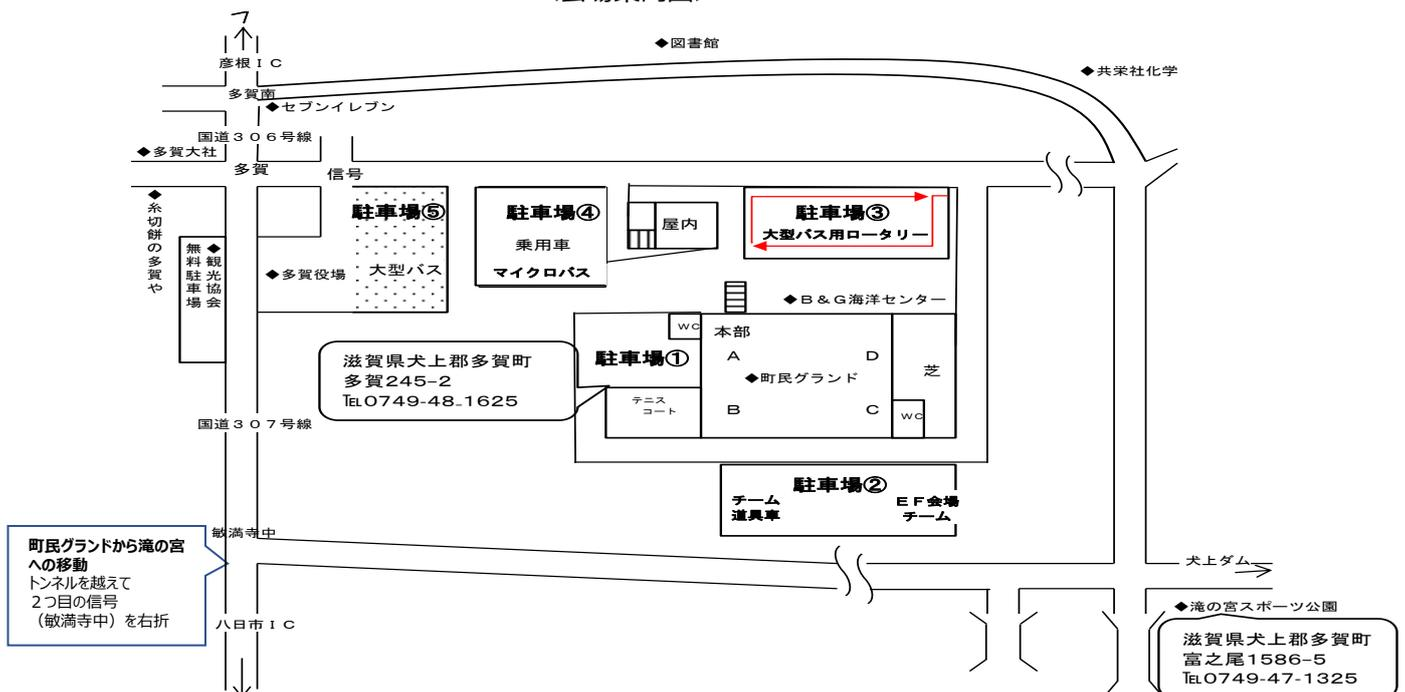 ◆図書館
彦根ＩＣ
◆共栄社化学
多賀南
◆セブンイレブン
国道３０６号線
◆多賀大社
多賀
信号
◆糸切餅の多賀や
◆観光協会
無料駐車場
◆多賀役場
駐車場⑤
大型バス
駐車場④
乗用車
マイクロバス
屋内
駐車場③
大型バス用ロータリー
◆Ｂ＆Ｇ海洋センター
WC
本部
駐車場①
A
D
◆町民グランド
芝
テニス
コート
B
C
WC
滋賀県犬上郡多賀町
多賀245-2
℡0749-48-1625
国道３０７号線
駐車場②
チーム
道具車
ＥＦ会場
チーム
敏満寺中
町民グランドから滝の宮
への移動
トンネルを越えて
２つ目の信号
（敏満寺中）を右折
八日市ＩＣ
犬上ダム
◆滝の宮スポーツ公園
滋賀県犬上郡多賀町
富之尾1586-5
℡0749-47-1325